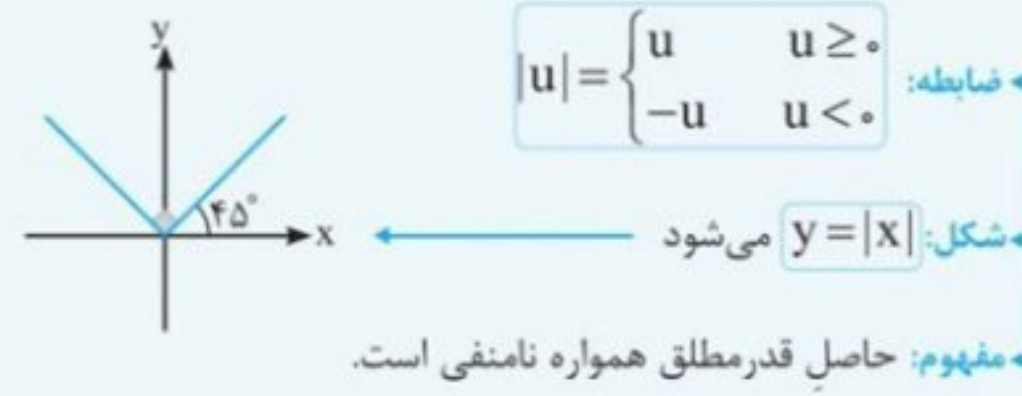 ضابطه: |u| = { u    u ≥ ۰
−u    u < ۰
شکل: y = |x| می‌شود
y
۴۵°
x
مفهوم: حاصلِ قدرمطلق همواره نامنفی است.